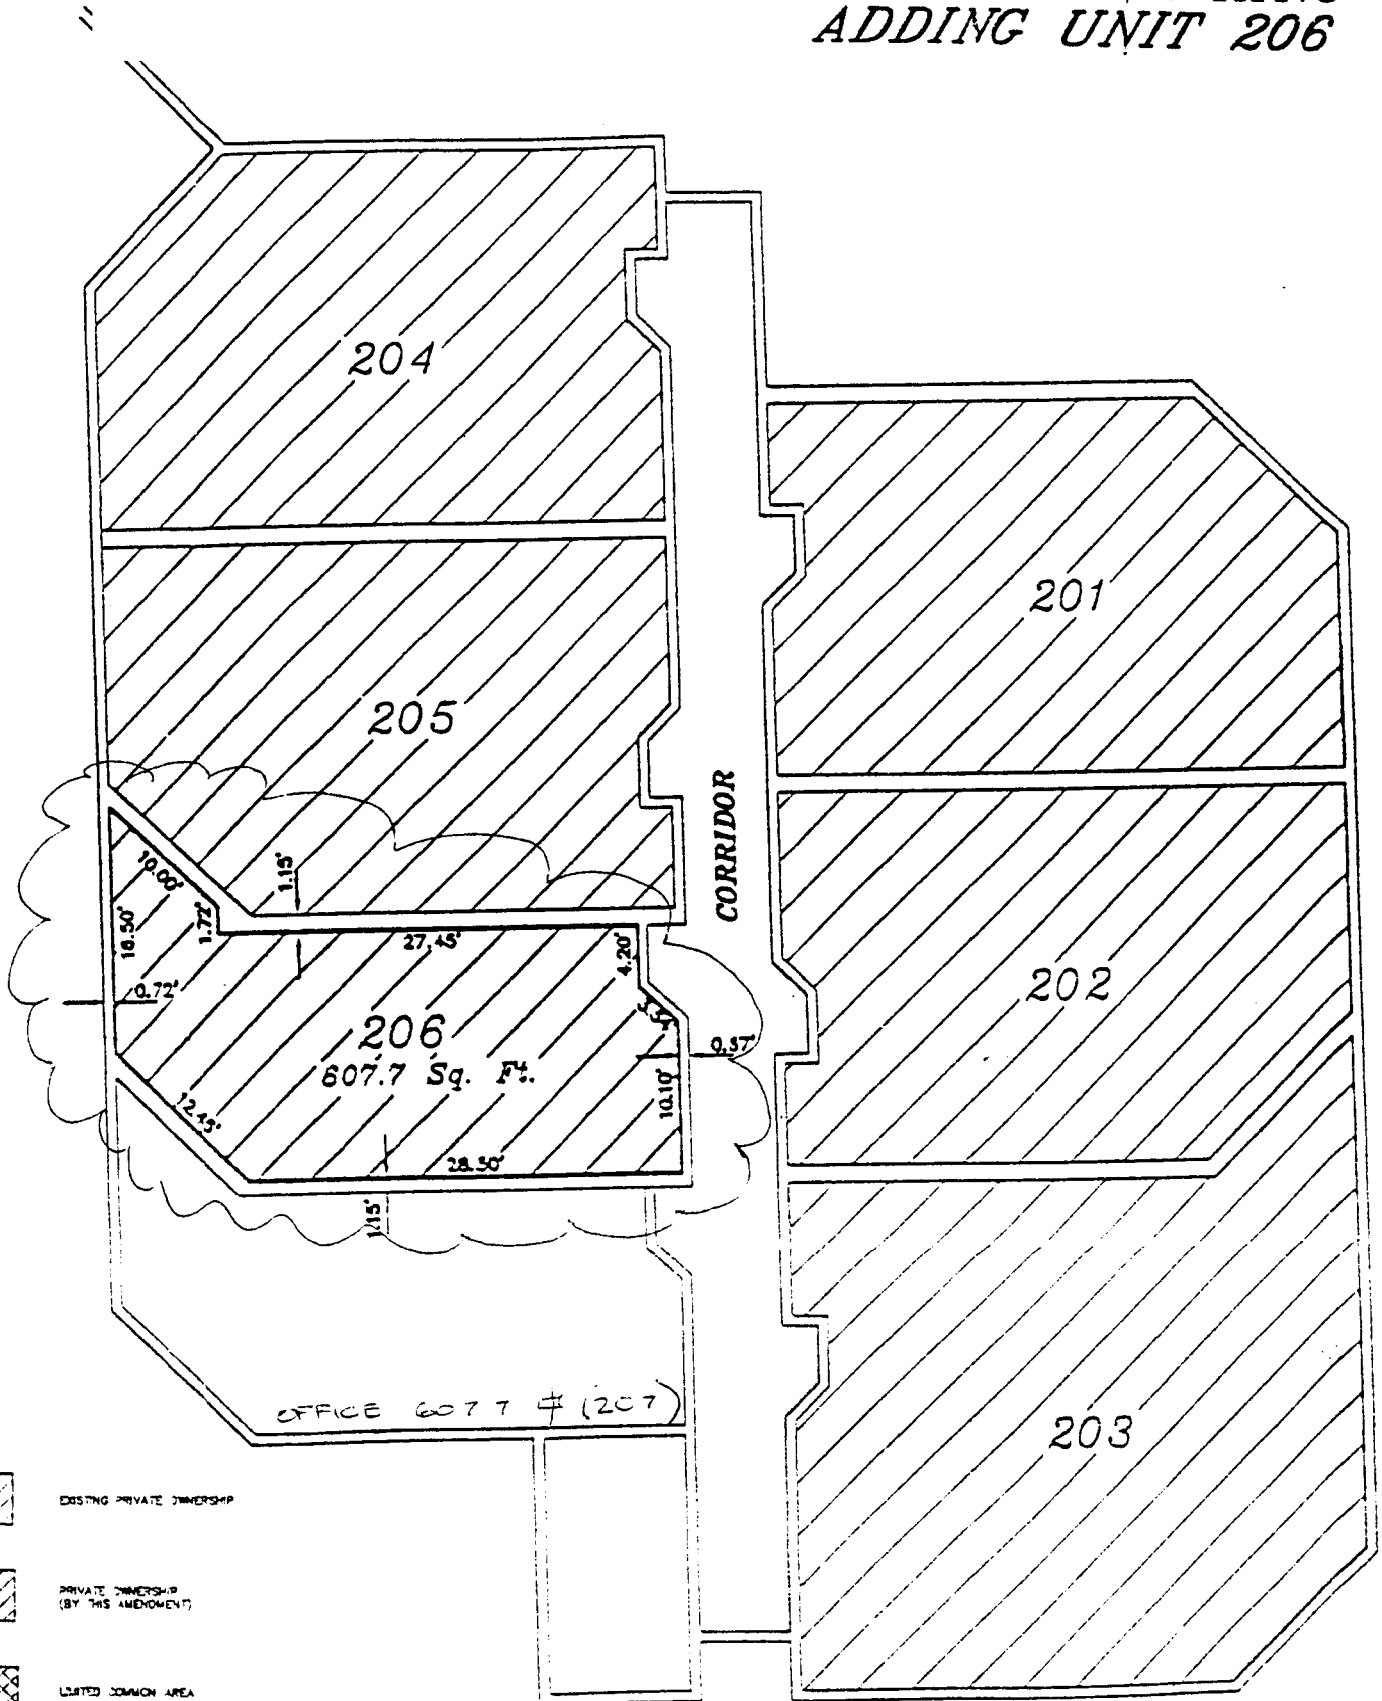 ADDING UNIT 206
204
201
205
CORRIDOR
10.00'
1.15'
1.72'
18.50'
27.45'
4.20'
0.72'
202
206
607.7 Sq. Ft.
0.57'
10.10'
12.45'
28.50'
1.15'
OFFICE 607 7 (207)
203
EXISTING PRIVATE OWNERSHIP
PRIVATE OWNERSHIP
(BY THIS AMENDMENT)
LIMITED COMMON AREA